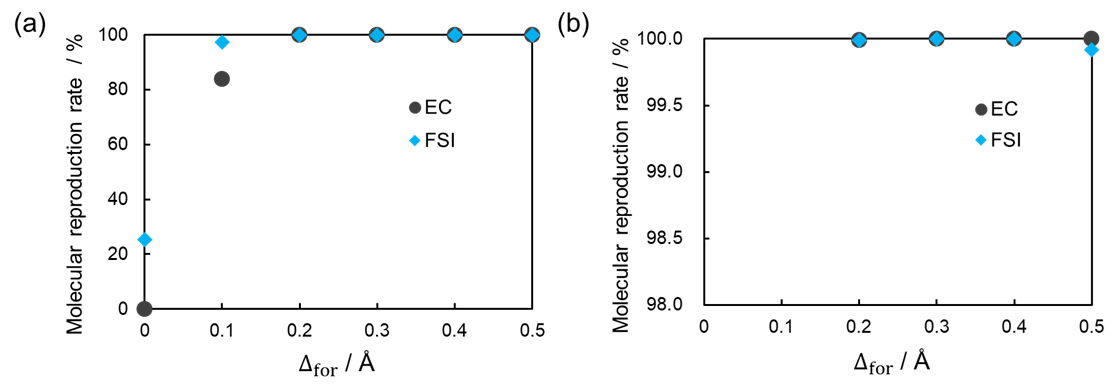 (a)
Molecular reproduction rate / %
100
80
60
40
20
0
EC
FSI
0 0.1 0.2 0.3 0.4 0.5
Δfor / Å
(b)
Molecular reproduction rate / %
100.0
99.5
99.0
98.5
98.0
EC
FSI
0 0.1 0.2 0.3 0.4 0.5
Δfor / Å